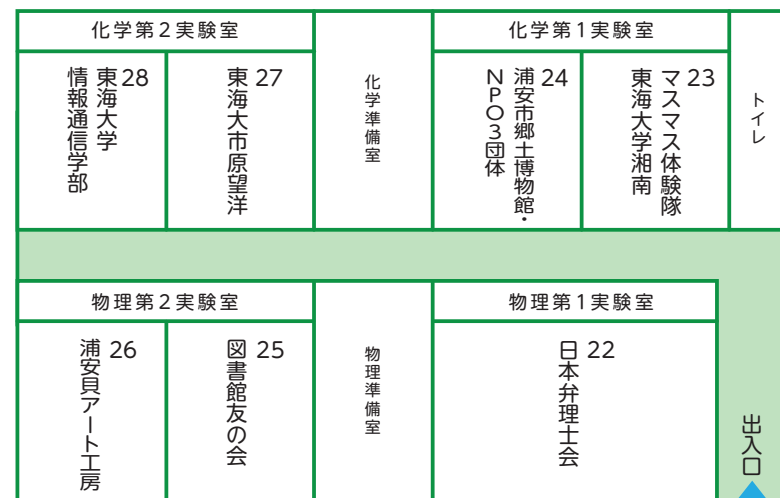 化学第2実験室
28
東海大学
情報通信学部
27
東海大市原望洋
化学準備室
化学第1実験室
24
浦安市郷土博物館・
NPO3団体
23
マスマス体験隊
東海大学湘南
トイレ
物理第2実験室
26
浦安貝アート工房
25
図書館友の会
物理準備室
物理第1実験室
22
日本弁理士会
出入口